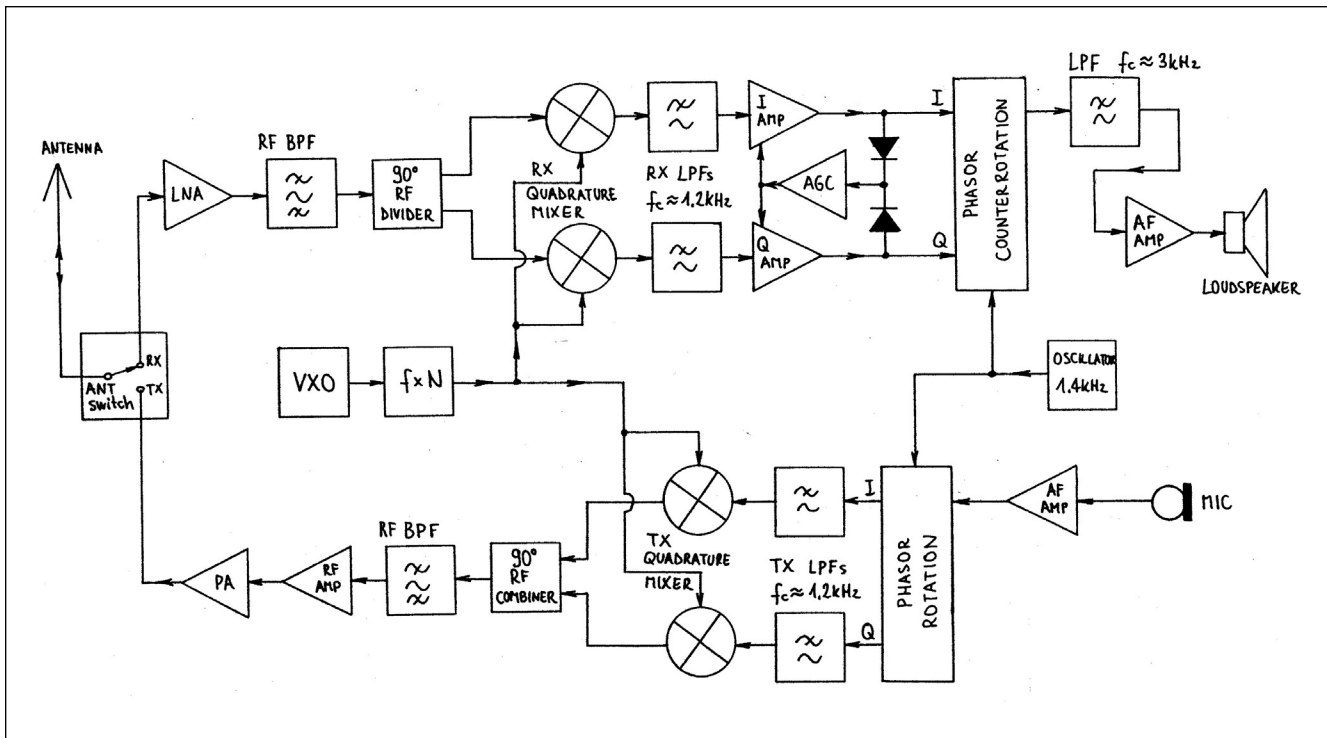 ANTENNA
LNA
RF BPF
90°
RF
DIVIDER
RX
QUADRATURE
MIXER
RX LPFs
fc≈1.2kHz
I
AMP
Q
AMP
AGC
I
Q
PHASOR
COUNTERROTATION
LPF fc≈3kHz
AF
AMP
LOUDSPEAKER
RX
ANT
switch
TX
VXO
f×N
OSCILLATOR
1.4kHz
PA
RF
AMP
RF BPF
90°
RF
COMBINER
TX
QUADRATURE
MIXER
TX LPFs
fc≈1.2kHz
I
Q
PHASOR
ROTATION
AF
AMP
MIC